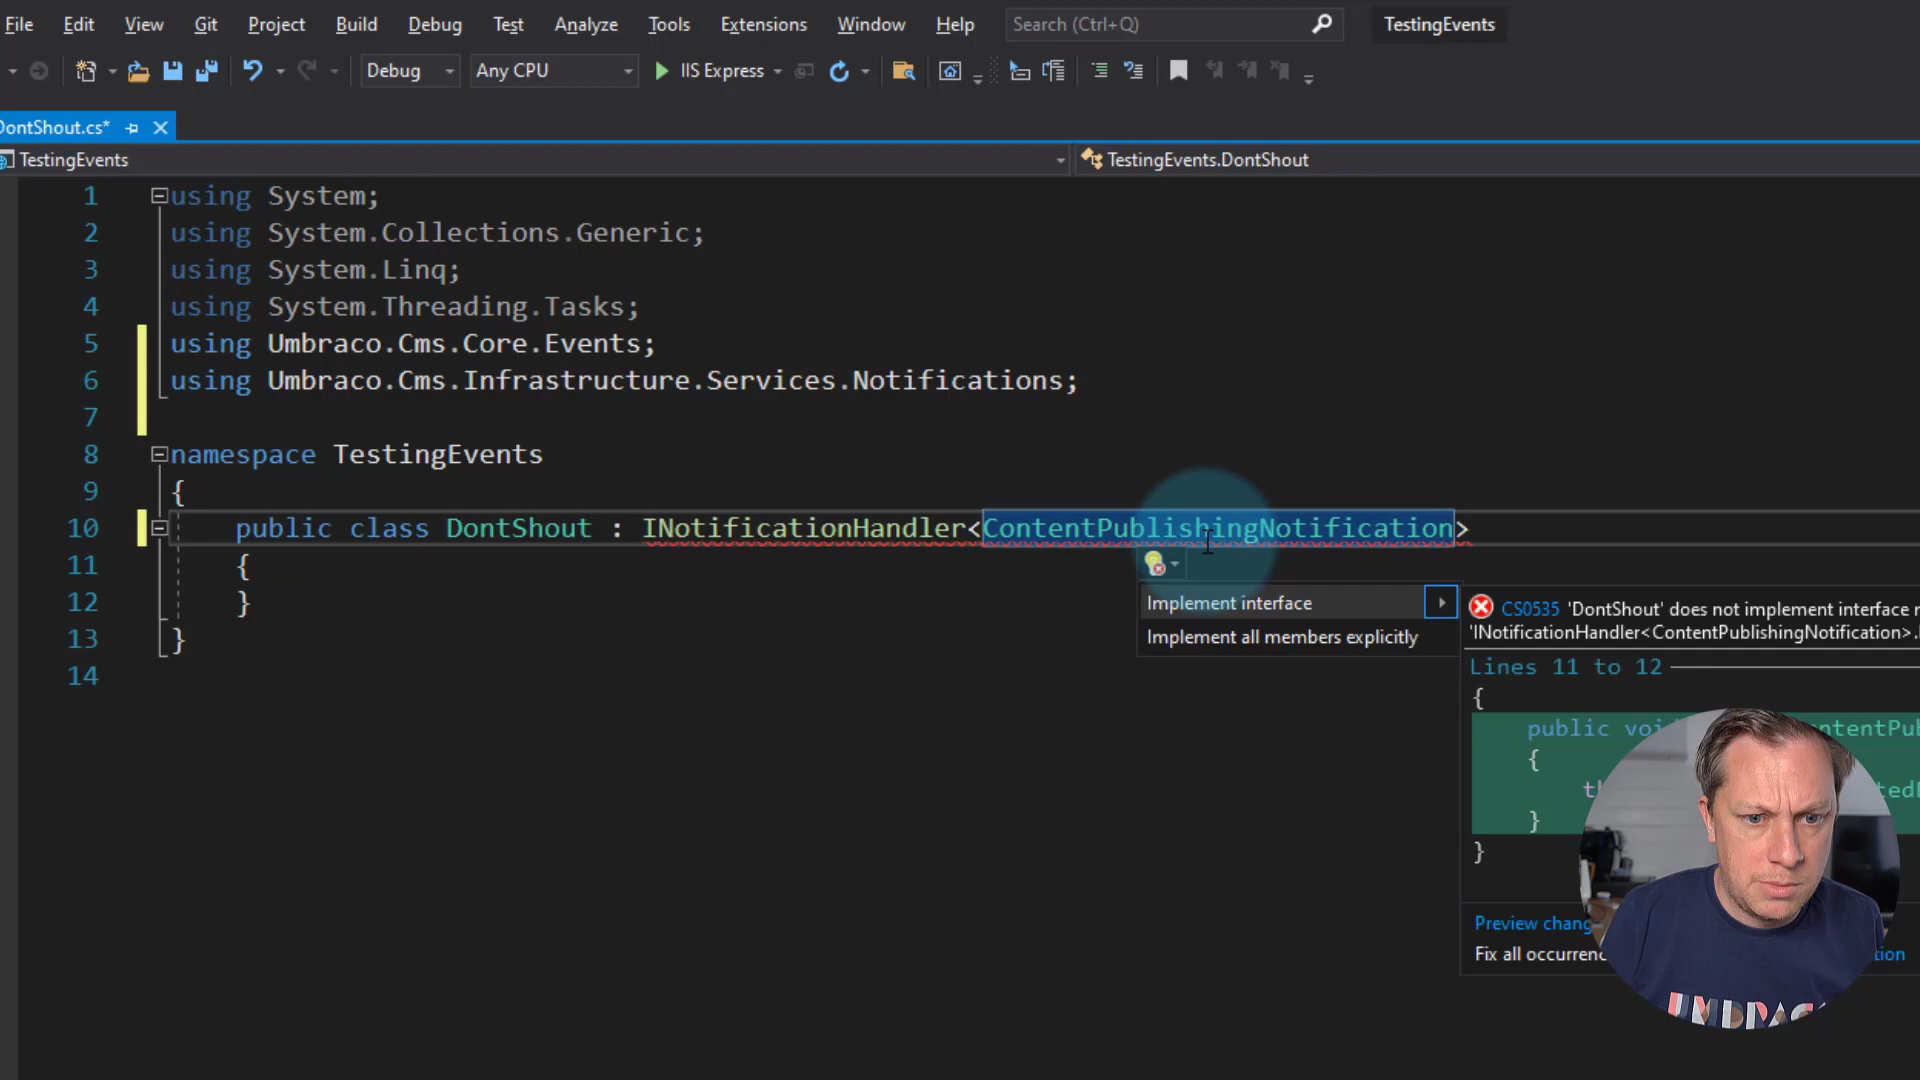 File Edit View Git Project Build Debug Test Analyze Tools Extensions Window Help Search (Ctrl+Q) TestingEvents
Debug Any CPU IIS Express
DontShout.cs*
TestingEvents TestingEvents.DontShout
1 using System;
2 using System.Collections.Generic;
3 using System.Linq;
4 using System.Threading.Tasks;
5 using Umbraco.Cms.Core.Events;
6 using Umbraco.Cms.Infrastructure.Services.Notifications;
7
8 namespace TestingEvents
9 {
10 public class DontShout : INotificationHandler<ContentPublishingNotification>
11 {
12 }
13 }
14
Implement interface
Implement all members explicitly
CS0535 'DontShout' does not implement interface
'INotificationHandler<ContentPublishingNotification>.
Lines 11 to 12
{
public
{
}
}
Preview
Fix all